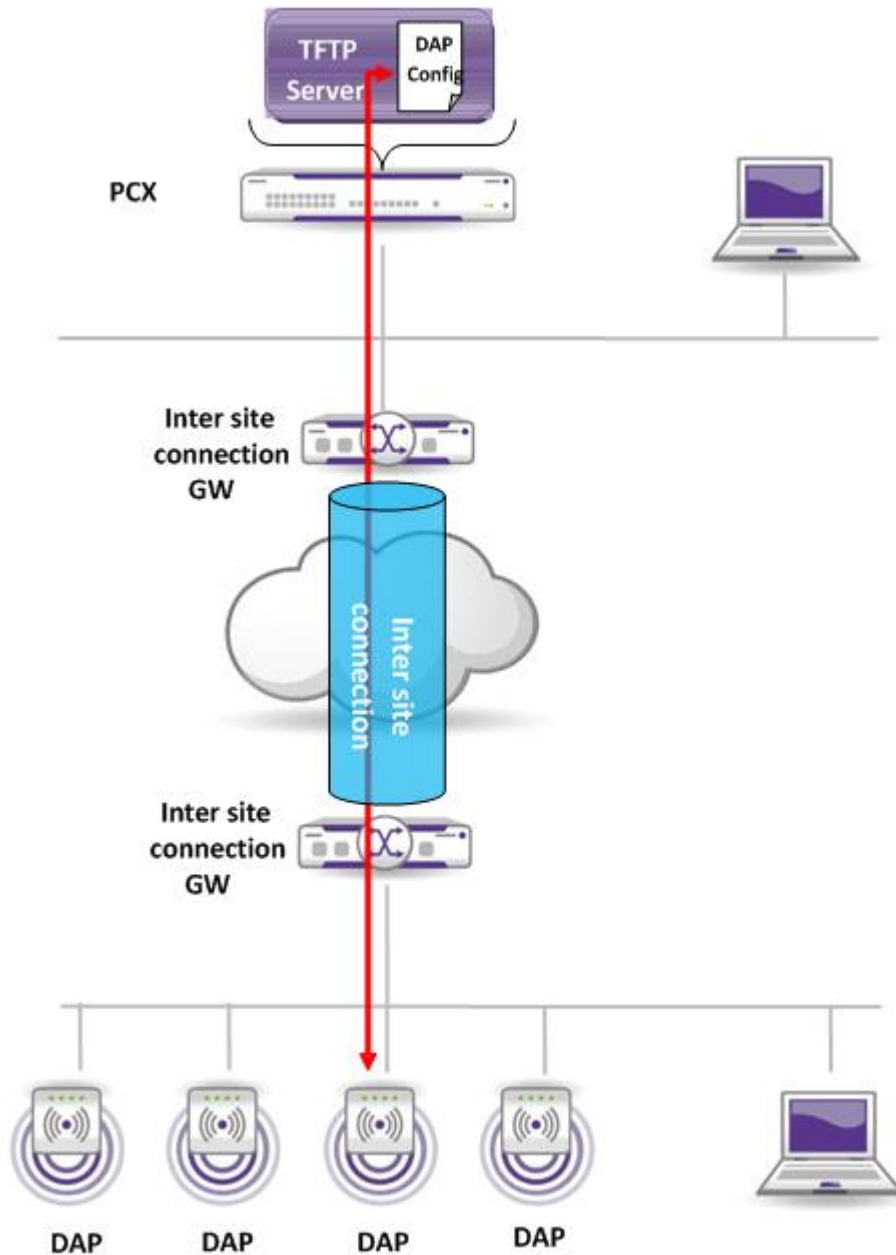 TFTP
Server
DAP
Config
PCX
Inter site
connection
GW
Inter site
connection
Inter site
connection
GW
DAP
DAP
DAP
DAP